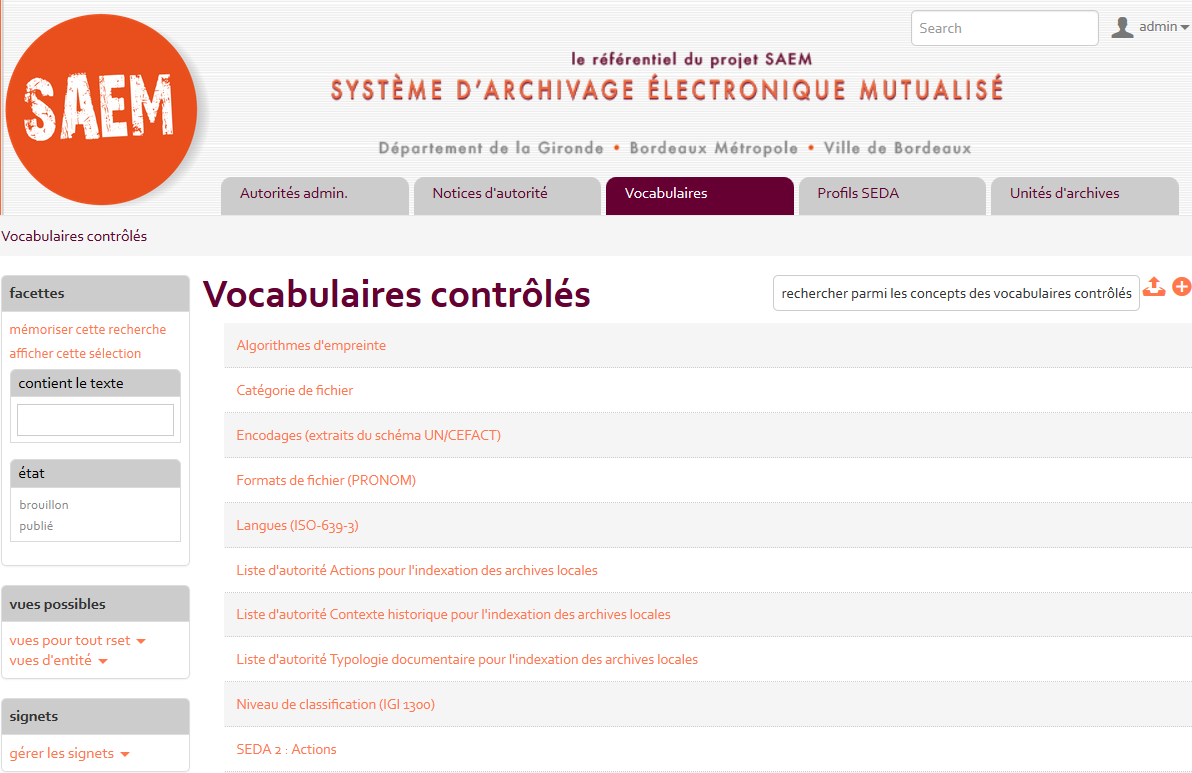 SAEM
Search
admin
le référentiel du projet SAEM
SYSTÈME D'ARCHIVAGE ÉLECTRONIQUE MUTUALISÉ
Département de la Gironde • Bordeaux Métropole • Ville de Bordeaux
Autorités admin.
Notices d'autorité
Vocabulaires
Profils SEDA
Unités d'archives
Vocabulaires contrôlés
facettes
mémoriser cette recherche
afficher cette sélection
contient le texte
état
brouillon
publié
vues possibles
vues pour tout rset
vues d'entité
signets
gérer les signets
Vocabulaires contrôlés
rechercher parmi les concepts des vocabulaires contrôlés
Algorithmes d'empreinte
Catégorie de fichier
Encodages (extraits du schéma UN/CEFACT)
Formats de fichier (PRONOM)
Langues (ISO-639-3)
Liste d'autorité Actions pour l'indexation des archives locales
Liste d'autorité Contexte historique pour l'indexation des archives locales
Liste d'autorité Typologie documentaire pour l'indexation des archives locales
Niveau de classification (IGI 1300)
SEDA 2 : Actions